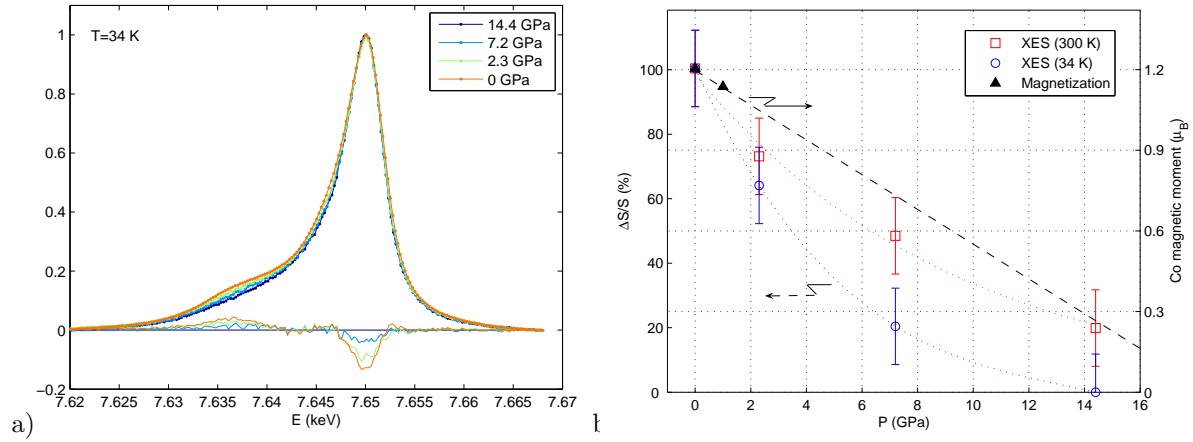 T=34 K
14.4 GPa
7.2 GPa
2.3 GPa
0 GPa
1
0.8
0.6
0.4
0.2
0
−0.2
7.62 7.625 7.63 7.635 7.64 7.645 7.65 7.655 7.66 7.665 7.67
E (keV)
a)
XES (300 K)
XES (34 K)
Magnetization
ΔS/S (%)
100
80
60
40
20
0
0 2 4 6 8 10 12 14 16
P (GPa)
1.2
0.9
0.6
0.3
0
Co magnetic moment (μB)